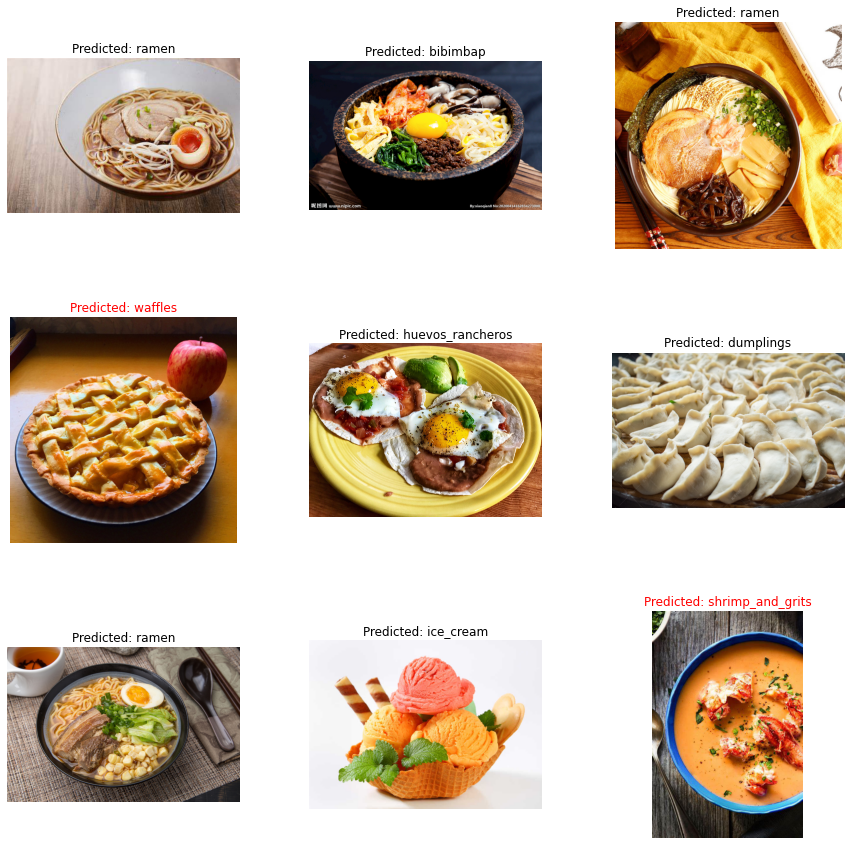 Predicted: ramen
Predicted: bibimbap
Predicted: ramen
Predicted: waffles
Predicted: huevos_rancheros
Predicted: dumplings
Predicted: ramen
Predicted: ice_cream
Predicted: shrimp_and_grits